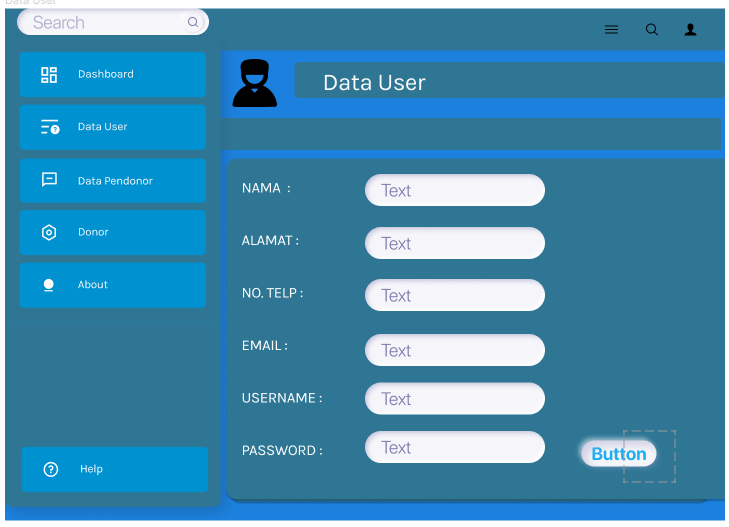 Data User
Search
Dashboard
Data User
Data Pendonor
Donor
About
Help
Data User
NAMA :
Text
ALAMAT :
Text
NO. TELP :
Text
EMAIL :
Text
USERNAME :
Text
PASSWORD :
Text
Button